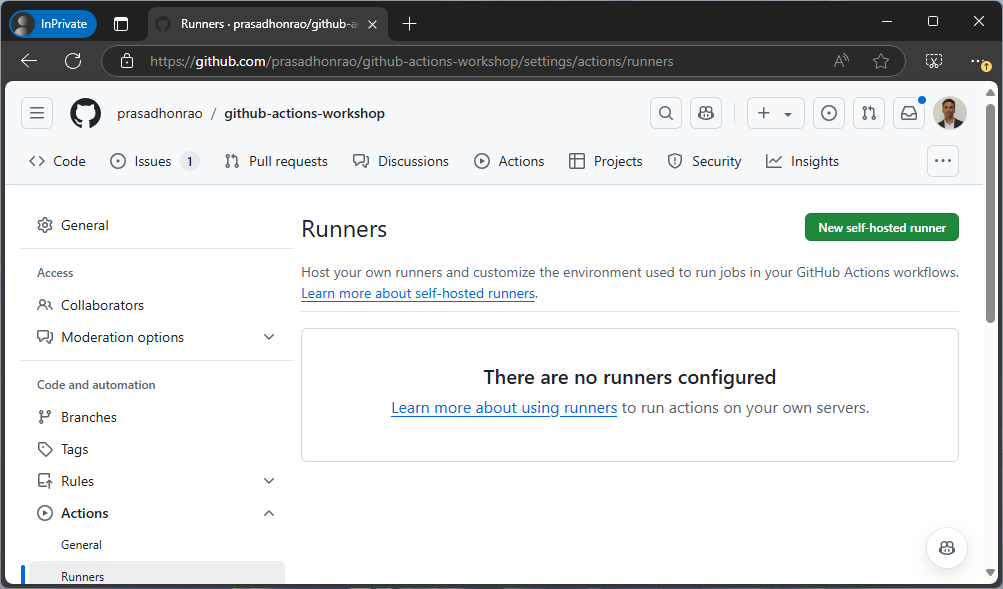 InPrivate
Runners · prasadhonrao/github-a
https://github.com/prasadhonrao/github-actions-workshop/settings/actions/runners
prasadhonrao / github-actions-workshop
Code Issues 1 Pull requests Discussions Actions Projects Security Insights
General
Access
Collaborators
Moderation options
Code and automation
Branches
Tags
Rules
Actions
General
Runners
Runners
New self-hosted runner
Host your own runners and customize the environment used to run jobs in your GitHub Actions workflows.
Learn more about self-hosted runners.
There are no runners configured
Learn more about using runners to run actions on your own servers.